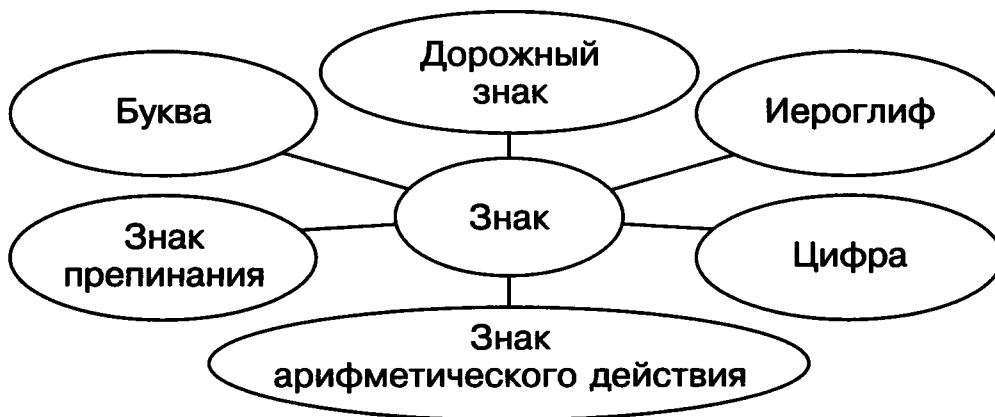 Дорожный
знак
Буква
Иероглиф
Знак
Знак
препинания
Цифра
Знак
арифметического действия